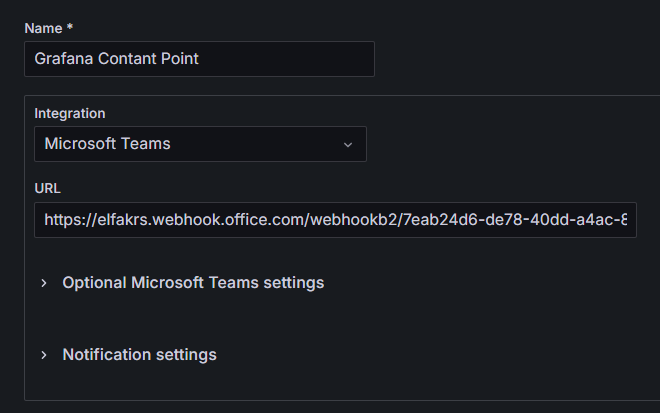 Name *
Grafana Contant Point
Integration
Microsoft Teams
URL
https://elfakrs.webhook.office.com/webhookb2/7eab24d6-de78-40dd-a4ac-8
Optional Microsoft Teams settings
Notification settings